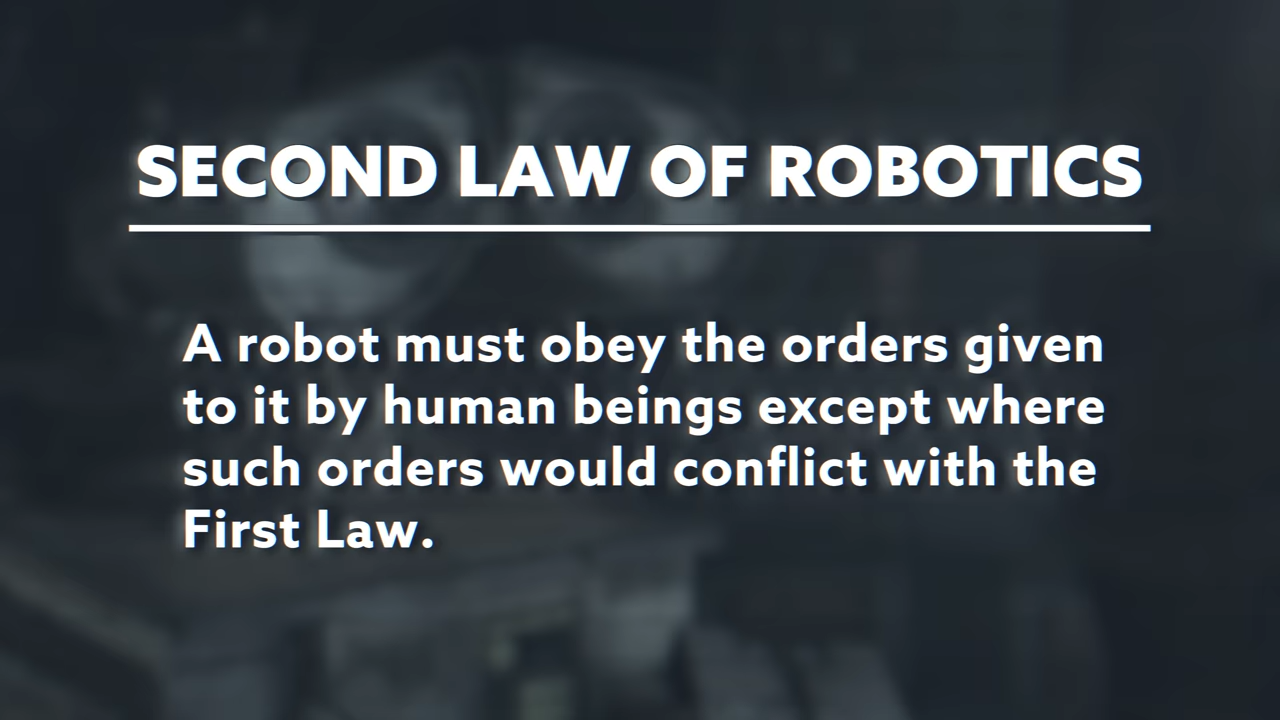 SECOND LAW OF ROBOTICS
A robot must obey the orders given
to it by human beings except where
such orders would conflict with the
First Law.